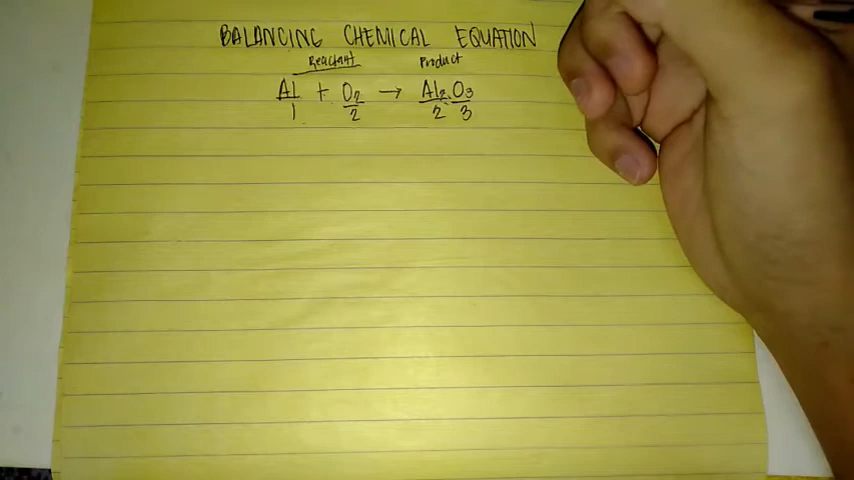 BALANCING CHEMICAL EQUATION
Reactant Product
Al + O2 → Al2O3
1 2 2 3